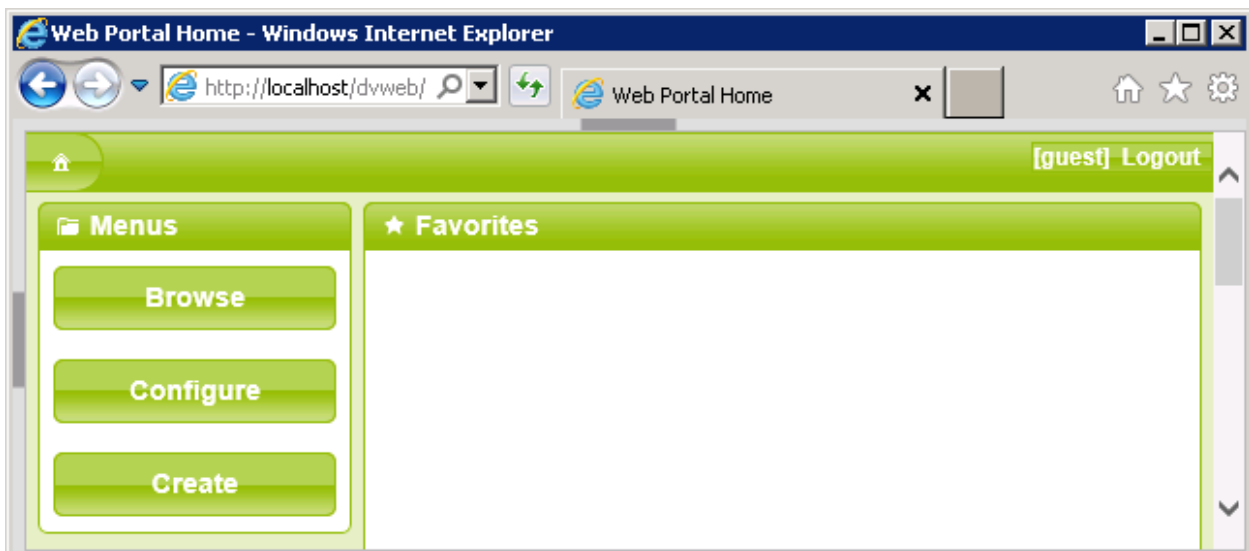 Web Portal Home - Windows Internet Explorer
http://localhost/dvweb/
Web Portal Home
[guest] Logout
Menus
Favorites
Browse
Configure
Create